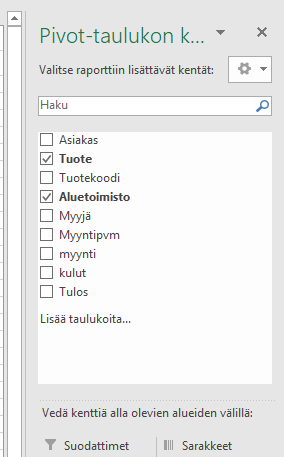 Pivot-taulukon k...
Valitse raporttiin lisättävät kentät:
Haku
Asiakas
Tuote
Tuotekoodi
Aluetoimisto
Myyjä
Myyntipvm
myynti
kulut
Tulos
Lisää taulukoita...
Vedä kenttiä alla olevien alueiden välillä:
Suodattimet
Sarakkeet